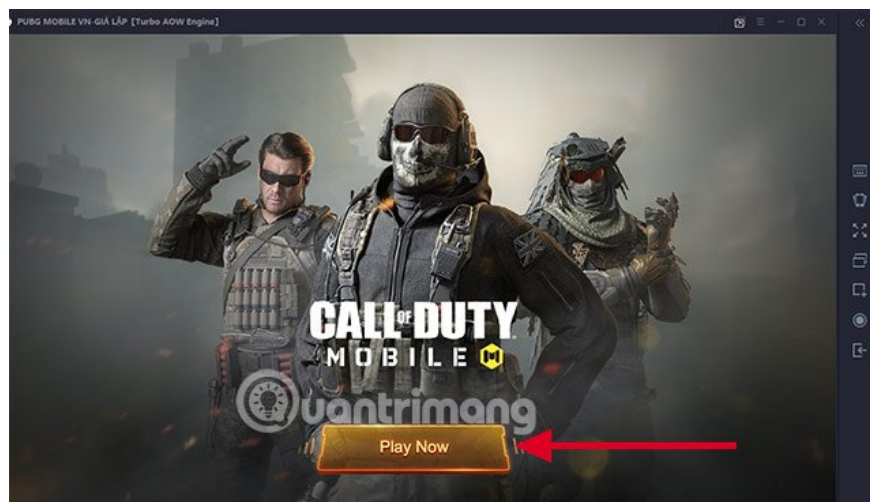 PUBG MOBILE VN-GIẢ LẬP [Turbo AOW Engine]
CALL OF DUTY
MOBILE
Quantrimang
Play Now